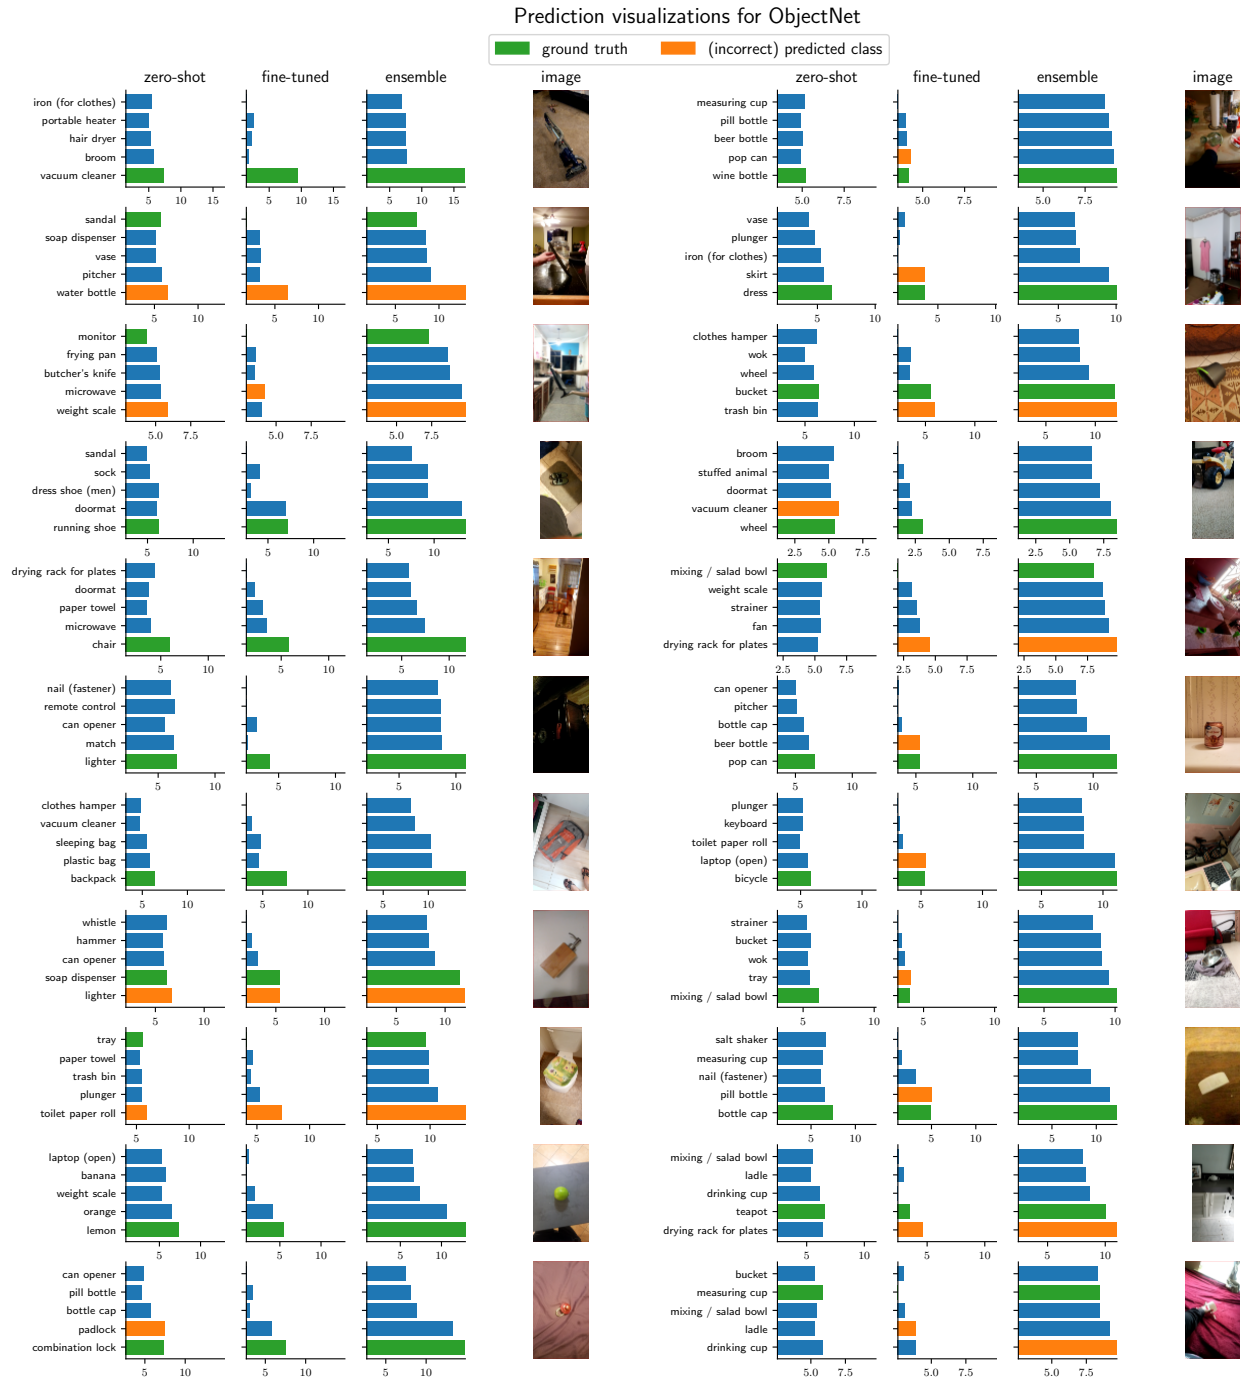 Prediction visualizations for ObjectNet
ground truth (incorrect) predicted class
zero-shot fine-tuned ensemble image zero-shot fine-tuned ensemble image
iron (for clothes)
portable heater
hair dryer
broom
vacuum cleaner
5 10 15 5 10 15 5 10 15
measuring cup
pill bottle
beer bottle
pop can
wine bottle
5.0 7.5 5.0 7.5 5.0 7.5
sandal
soap dispenser
vase
pitcher
water bottle
5 10 5 10 5 10
vase
plunger
iron (for clothes)
skirt
dress
5 10 5 10 5 10
monitor
frying pan
butcher's knife
microwave
weight scale
5.0 7.5 5.0 7.5 5.0 7.5
clothes hamper
wok
wheel
bucket
trash bin
5 10 5 10 5 10
sandal
sock
dress shoe (men)
doormat
running shoe
5 10 5 10 5 10
broom
stuffed animal
doormat
vacuum cleaner
wheel
2.5 5.0 7.5 2.5 5.0 7.5 2.5 5.0 7.5
drying rack for plates
doormat
paper towel
microwave
chair
5 10 5 10 5 10
mixing / salad bowl
weight scale
strainer
fan
drying rack for plates
2.5 5.0 7.5 2.5 5.0 7.5 2.5 5.0 7.5
nail (fastener)
remote control
can opener
match
lighter
5 10 5 10 5 10
can opener
pitcher
bottle cap
beer bottle
pop can
5 10 5 10 5 10
clothes hamper
vacuum cleaner
sleeping bag
plastic bag
backpack
5 10 5 10 5 10
plunger
keyboard
toilet paper roll
laptop (open)
bicycle
5 10 5 10 5 10
whistle
hammer
can opener
soap dispenser
lighter
5 10 5 10 5 10
strainer
bucket
wok
tray
mixing / salad bowl
5 10 5 10 5 10
tray
paper towel
trash bin
plunger
toilet paper roll
5 10 5 10 5 10
salt shaker
measuring cup
nail (fastener)
pill bottle
bottle cap
5 10 5 10 5 10
laptop (open)
banana
weight scale
orange
lemon
5 10 5 10 5 10
mixing / salad bowl
ladle
drinking cup
teapot
drying rack for plates
5 10 5 10 5 10
can opener
pill bottle
bottle cap
padlock
combination lock
5 10 5 10 5 10
bucket
measuring cup
mixing / salad bowl
ladle
drinking cup
5.0 7.5 5.0 7.5 5.0 7.5